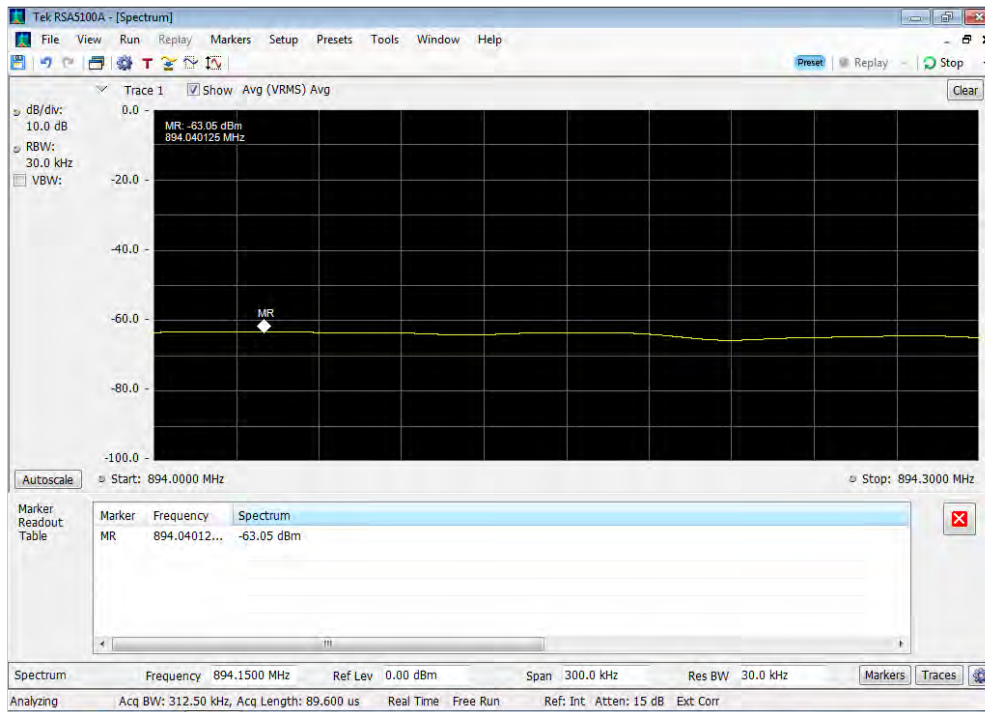 Tek RSA5100A - [Spectrum]
File View Run Replay Markers Setup Presets Tools Window Help
T
Preset Replay Stop
Trace 1 Show Avg (VRMS) Avg Clear
dB/div:
10.0 dB
RBW:
30.0 kHz
VBW:
0.0
MR: -63.05 dBm
894.040125 MHz
-20.0
-40.0
-60.0
MR
-80.0
-100.0
Autoscale Start: 894.0000 MHz Stop: 894.3000 MHz
Marker
Readout
Table
Marker Frequency Spectrum
MR 894.04012... -63.05 dBm
Spectrum Frequency 894.1500 MHz Ref Lev 0.00 dBm Span 300.0 kHz Res BW 30.0 kHz Markers Traces
Analyzing Acq BW: 312.50 kHz, Acq Length: 89.600 us Real Time Free Run Ref: Int Atten: 15 dB Ext Corr